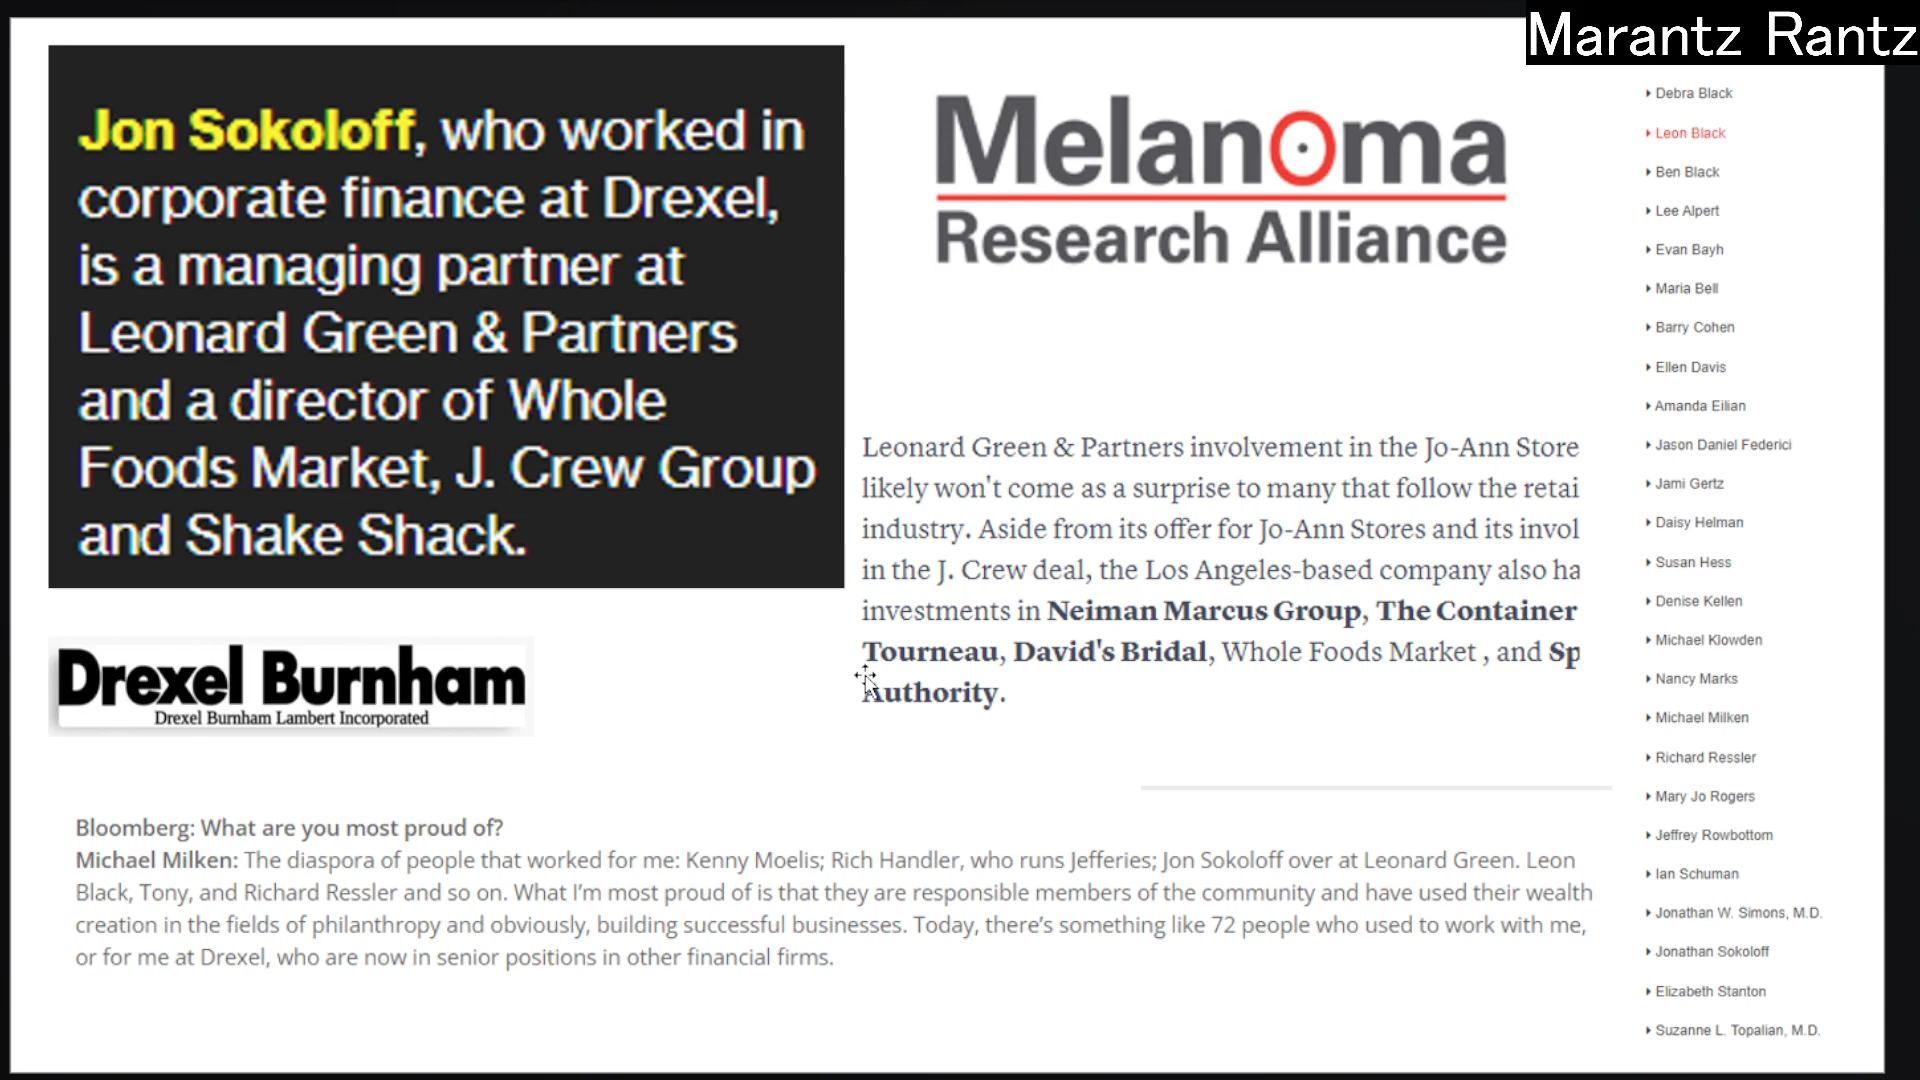 Marantz Rantz
Jon Sokoloff, who worked in
corporate finance at Drexel,
is a managing partner at
Leonard Green & Partners
and a director of Whole
Foods Market, J. Crew Group
and Shake Shack.
Drexel Burnham
Drexel Burnham Lambert Incorporated
Melanoma
Research Alliance
Leonard Green & Partners involvement in the Jo-Ann Store
likely won't come as a surprise to many that follow the retai
industry. Aside from its offer for Jo-Ann Stores and its invol
in the J. Crew deal, the Los Angeles-based company also ha
investments in Neiman Marcus Group, The Container
Tourneau, David's Bridal, Whole Foods Market , and Sp
Authority.
Bloomberg: What are you most proud of?
Michael Milken: The diaspora of people that worked for me: Kenny Moelis; Rich Handler, who runs Jefferies; Jon Sokoloff over at Leonard Green. Leon
Black, Tony, and Richard Ressler and so on. What I'm most proud of is that they are responsible members of the community and have used their wealth
creation in the fields of philanthropy and obviously, building successful businesses. Today, there's something like 72 people who used to work with me,
or for me at Drexel, who are now in senior positions in other financial firms.
Debra Black
Leon Black
Ben Black
Lee Alpert
Evan Bayh
Maria Bell
Barry Cohen
Ellen Davis
Amanda Eilian
Jason Daniel Federici
Jami Gertz
Daisy Helman
Susan Hess
Denise Kellen
Michael Klowden
Nancy Marks
Michael Milken
Richard Ressler
Mary Jo Rogers
Jeffrey Rowbottom
Ian Schuman
Jonathan W. Simons, M.D.
Jonathan Sokoloff
Elizabeth Stanton
Suzanne L. Topalian, M.D.